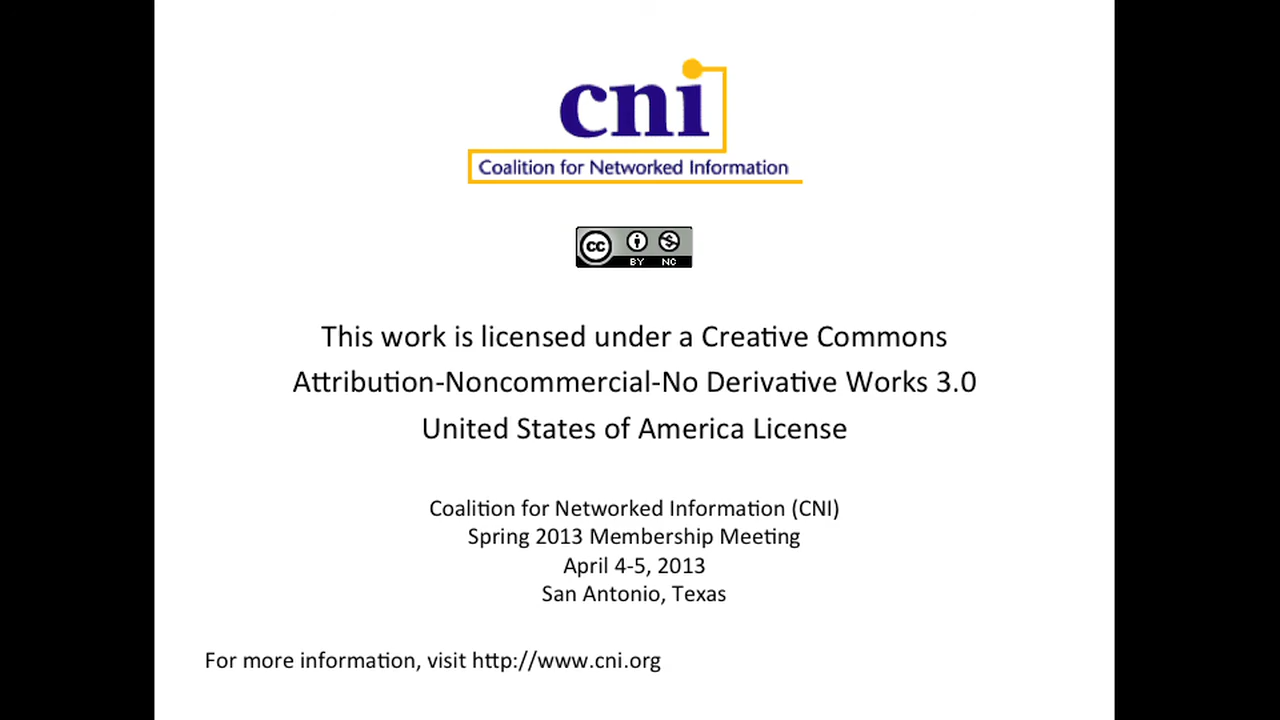 cni
Coalition for Networked Information
cc
BY NC
This work is licensed under a Creative Commons
Attribution-Noncommercial-No Derivative Works 3.0
United States of America License
Coalition for Networked Information (CNI)
Spring 2013 Membership Meeting
April 4-5, 2013
San Antonio, Texas
For more information, visit http://www.cni.org